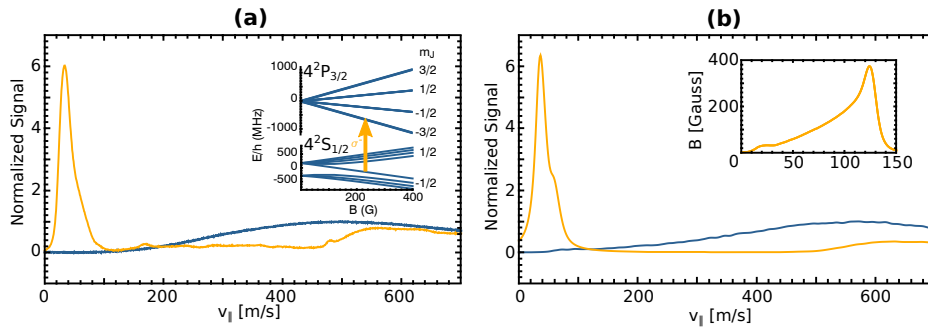 (a)
Normalized Signal
6
4
2
0
0
200
400
600
v∥ [m/s]
E/h (MHz)
1000
0
-1000
500
0
-500
4²P3/2
4²S1/2
σ⁻
mJ
3/2
1/2
-1/2
-3/2
1/2
-1/2
200
400
B (G)
(b)
Normalized Signal
6
4
2
0
0
200
400
600
v∥ [m/s]
B [Gauss]
400
200
0
50
100
150